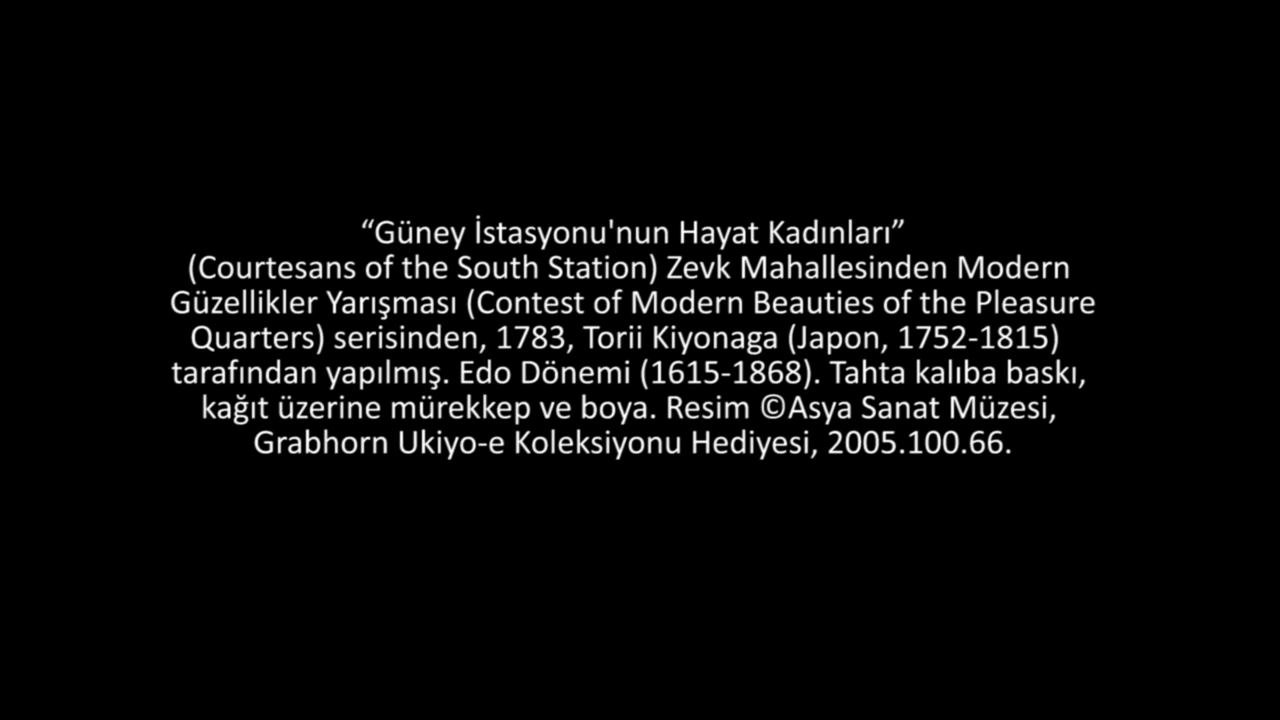 “Güney İstasyonu'nun Hayat Kadınları”
(Courtesans of the South Station) Zevk Mahallesinden Modern
Güzellikler Yarışması (Contest of Modern Beauties of the Pleasure
Quarters) serisinden, 1783, Torii Kiyonaga (Japon, 1752-1815)
tarafından yapılmış. Edo Dönemi (1615-1868). Tahta kalıba baskı,
kağıt üzerine mürekkep ve boya. Resim ©Asya Sanat Müzesi,
Grabhorn Ukiyo-e Koleksiyonu Hediyesi, 2005.100.66.